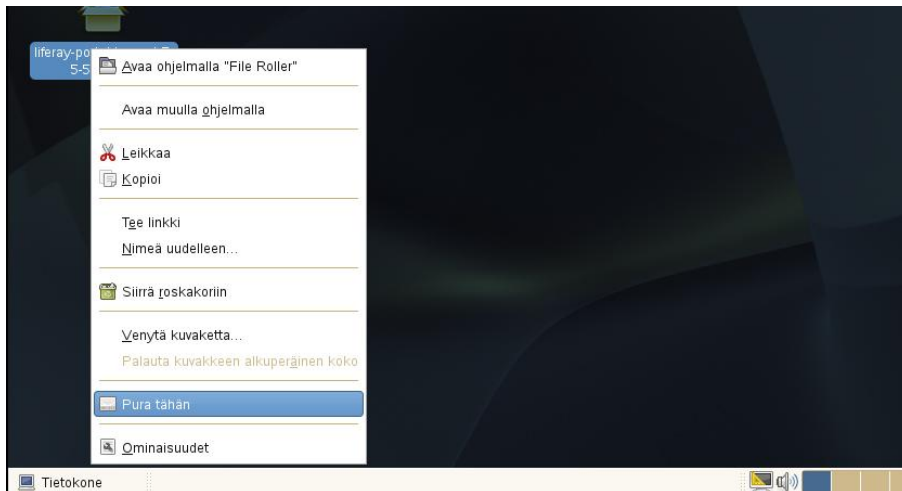 liferay-po
5-5
Avaa ohjelmalla "File Roller"
Avaa muulla ohjelmalla
Leikkaa
Kopioi
Tee linkki
Nimeä uudelleen...
Siirrä roskakoriin
Venytä kuvaketta...
Palauta kuvakkeen alkuperäinen koko
Pura tähän
Ominaisuudet
Tietokone